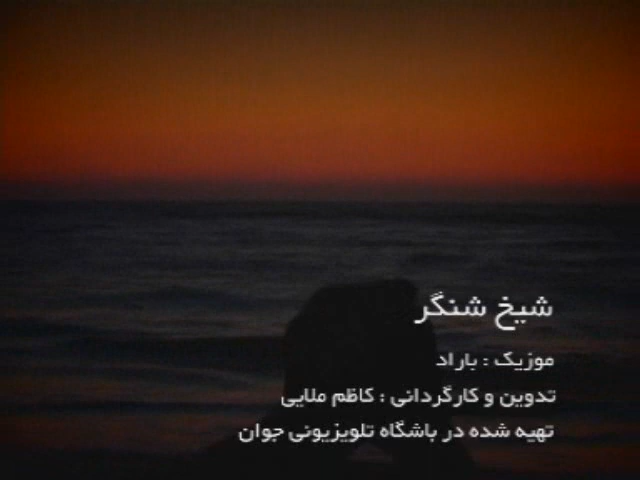 شیخ شنگر
موزیک : باراد
تدوین و کارگردانی : کاظم ملایی
تهیه شده در باشگاه تلویزیونی جوان